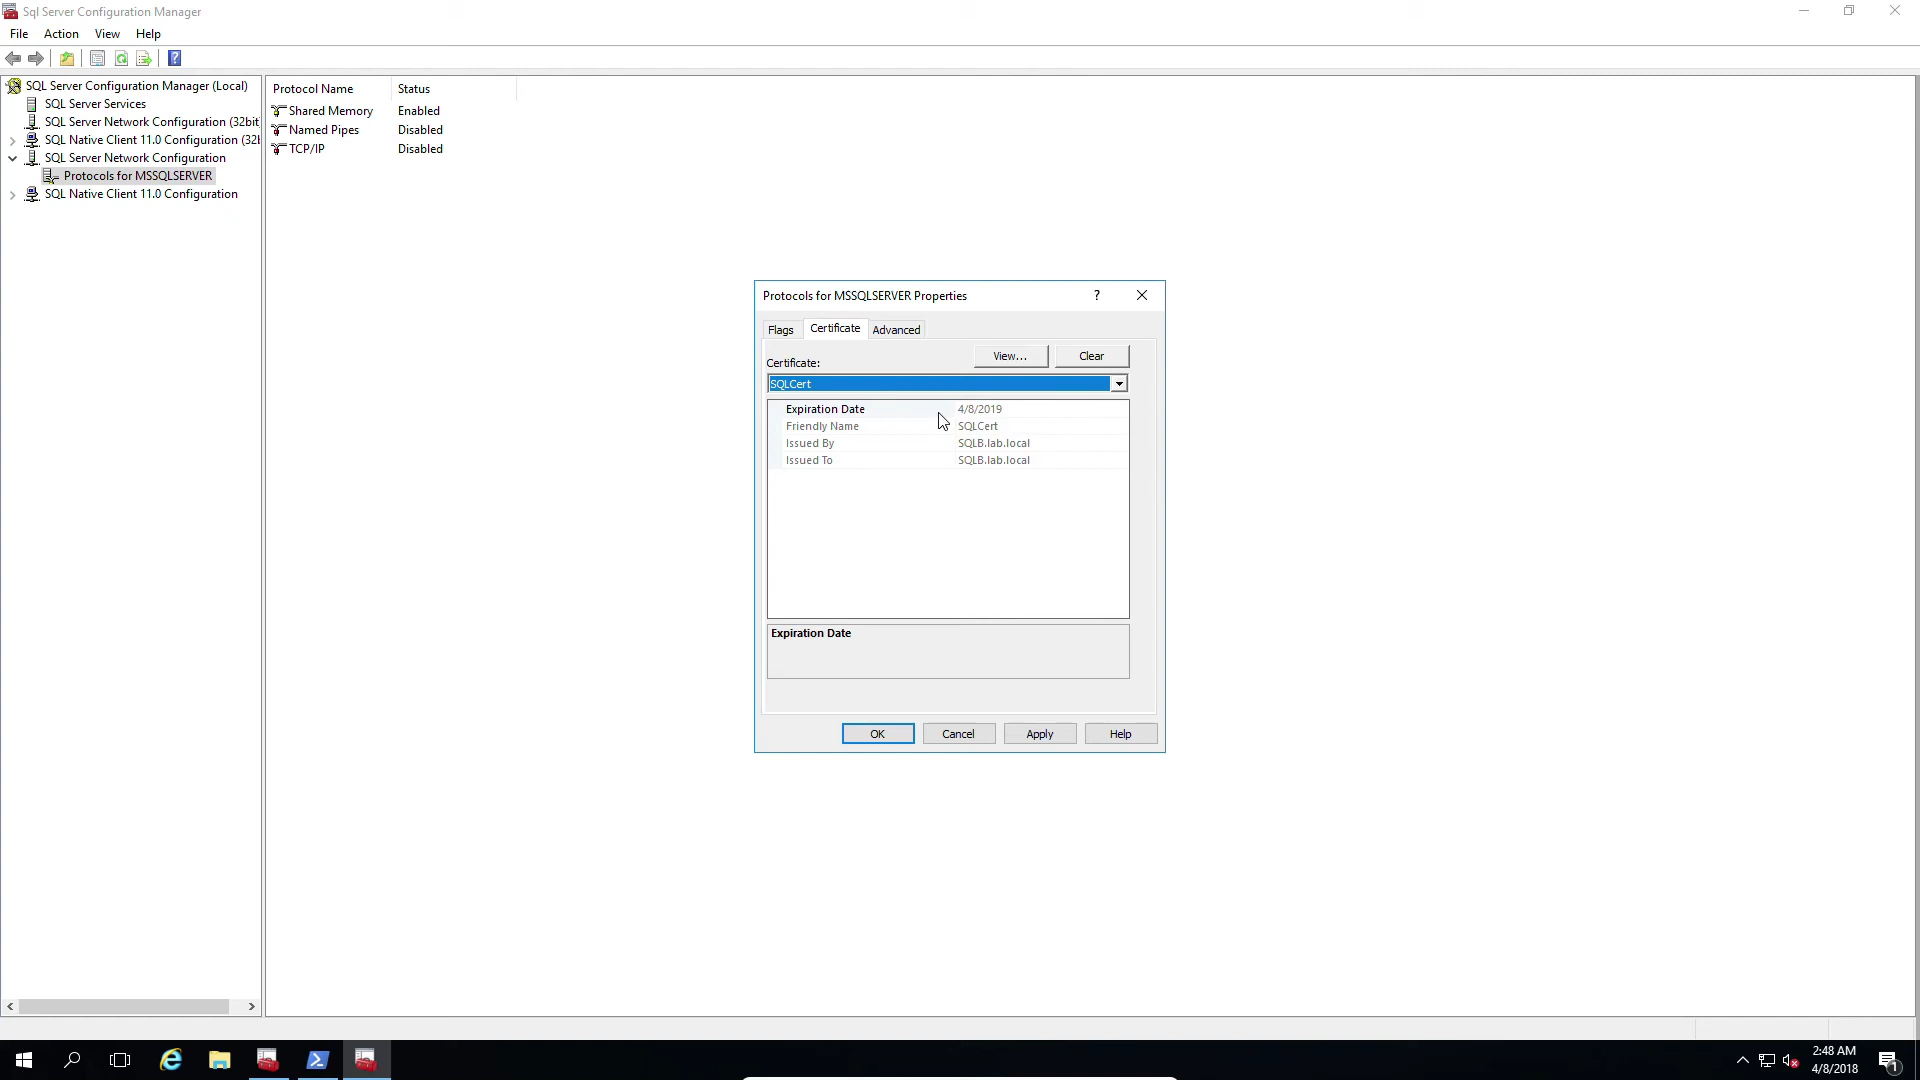 Sql Server Configuration Manager
File Action View Help
SQL Server Configuration Manager (Local)
SQL Server Services
SQL Server Network Configuration (32bit
SQL Native Client 11.0 Configuration (32
SQL Server Network Configuration
Protocols for MSSQLSERVER
SQL Native Client 11.0 Configuration
Protocol Name Status
Shared Memory Enabled
Named Pipes Disabled
TCP/IP Disabled
Protocols for MSSQLSERVER Properties
Flags Certificate Advanced
View... Clear
Certificate:
SQLCert
Expiration Date 4/8/2019
Friendly Name SQLCert
Issued By SQLB.lab.local
Issued To SQLB.lab.local
Expiration Date
OK Cancel Apply Help
2:48 AM
4/8/2018
1